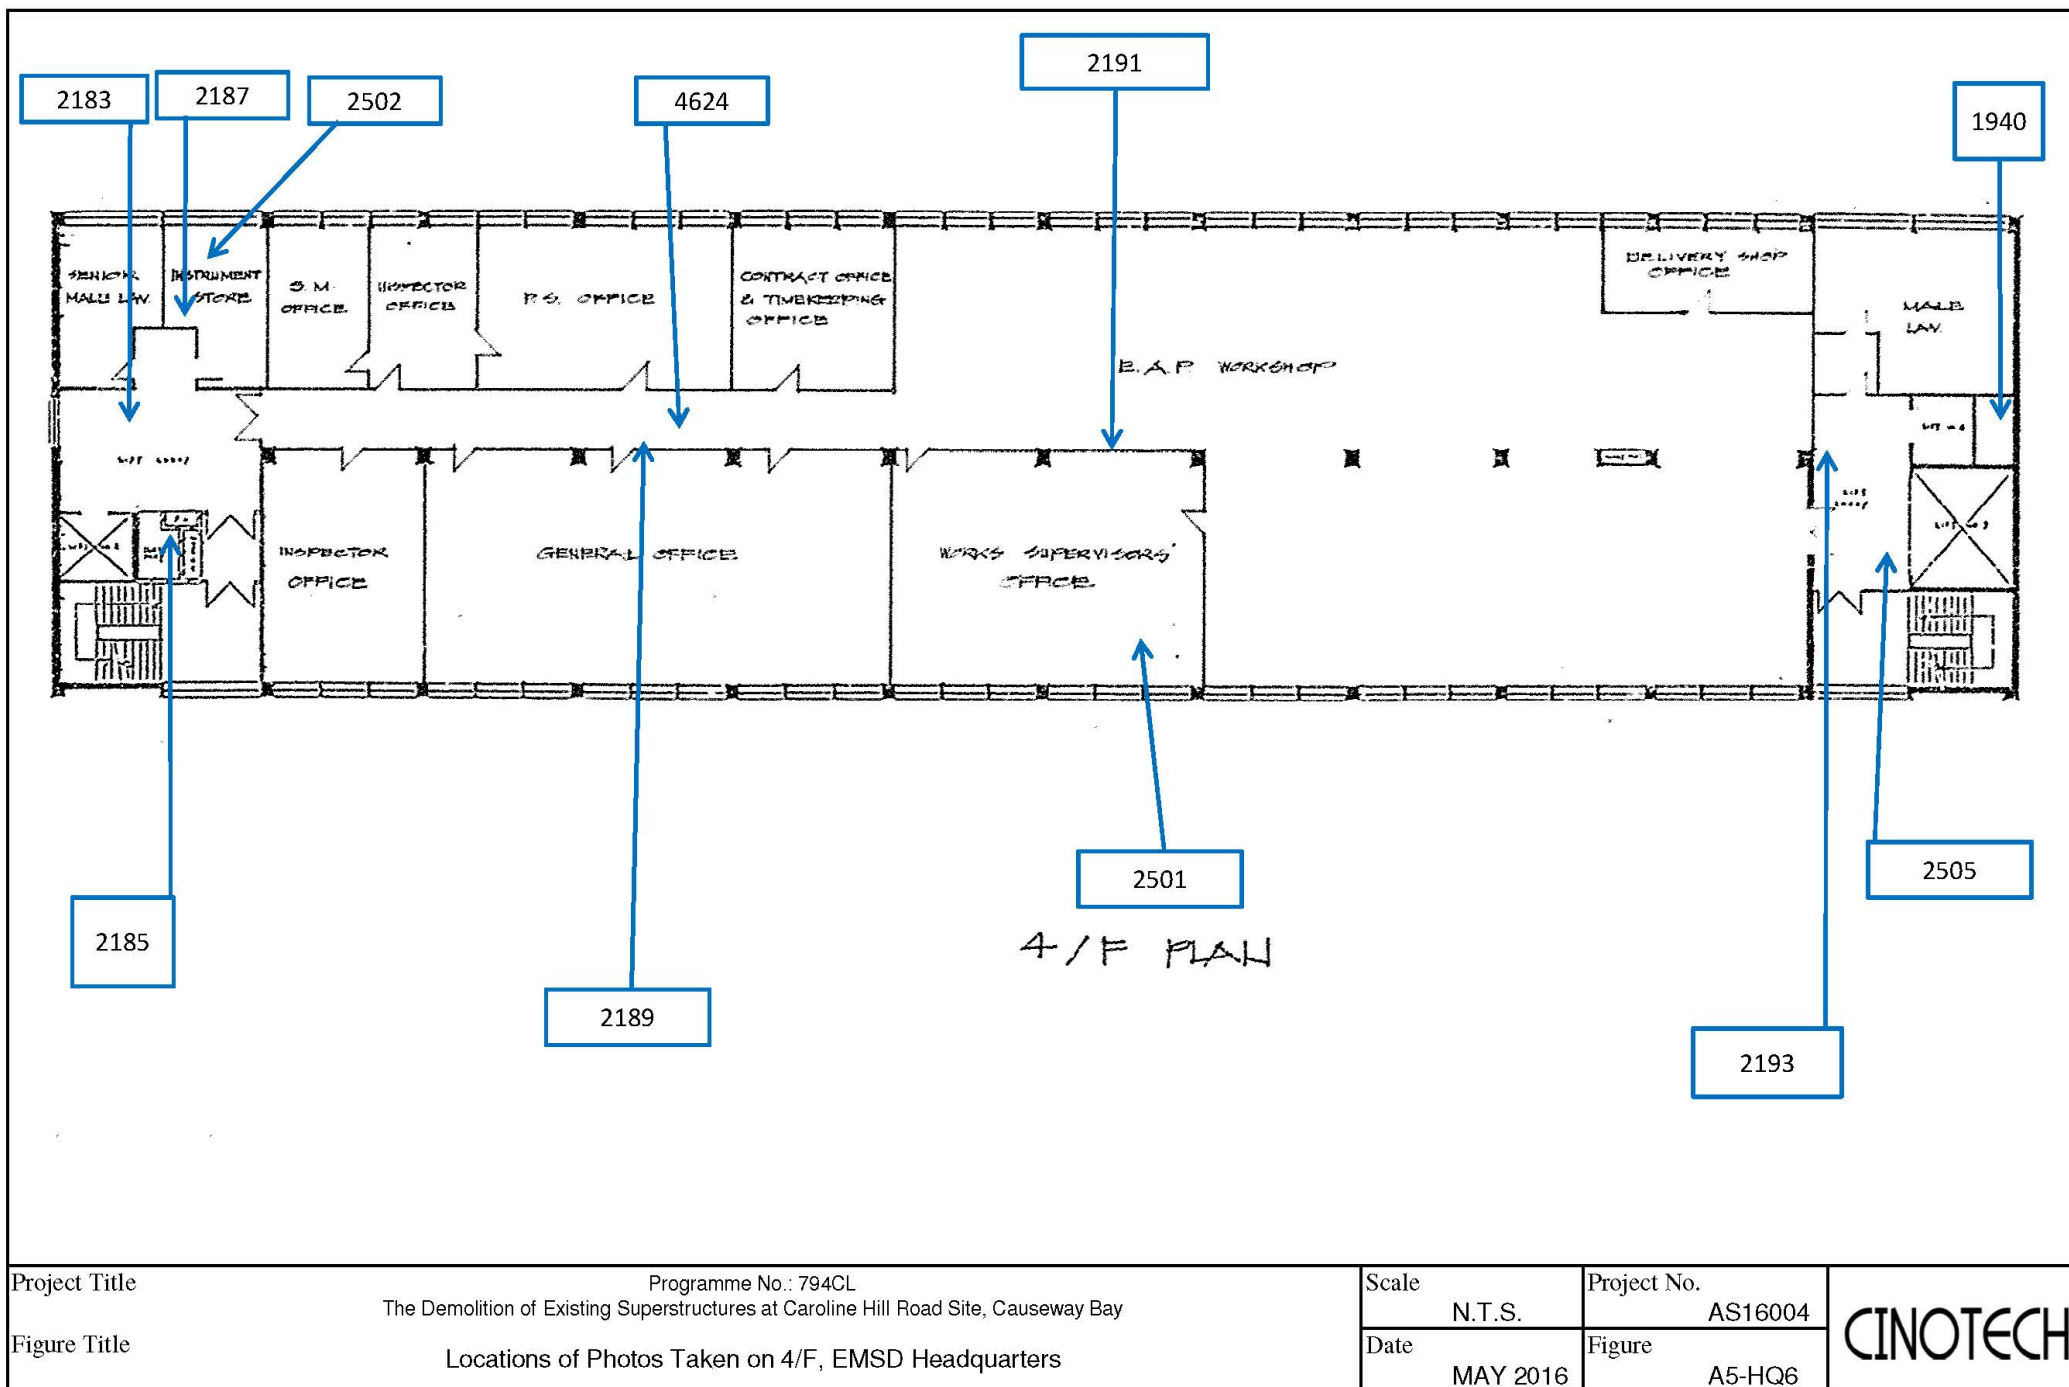 2191
2183
2187
2502
4624
1940
SENIOR
MALE LAV.
INSTRUMENT
STORE
S.M.
OFFICE
INSPECTOR
OFFICE
P.S. OFFICE
CONTRACT OFFICE
& TIMEKEEPING
OFFICE
DELIVERY SHOP
OFFICE
MALE
LAV.
E.A.P WORKSHOP
LIFT LOBBY
LIFT
LOBBY
INSPECTOR
OFFICE
GENERAL OFFICE
WORKS SUPERVISORS'
OFFICE
2501
2505
2185
4/F PLAN
2189
2193
Project Title
Programme No.: 794CL
The Demolition of Existing Superstructures at Caroline Hill Road Site, Causeway Bay
Figure Title
Locations of Photos Taken on 4/F, EMSD Headquarters
Scale
N.T.S.
Project No.
AS16004
Date
MAY 2016
Figure
A5-HQ6
CINOTECH